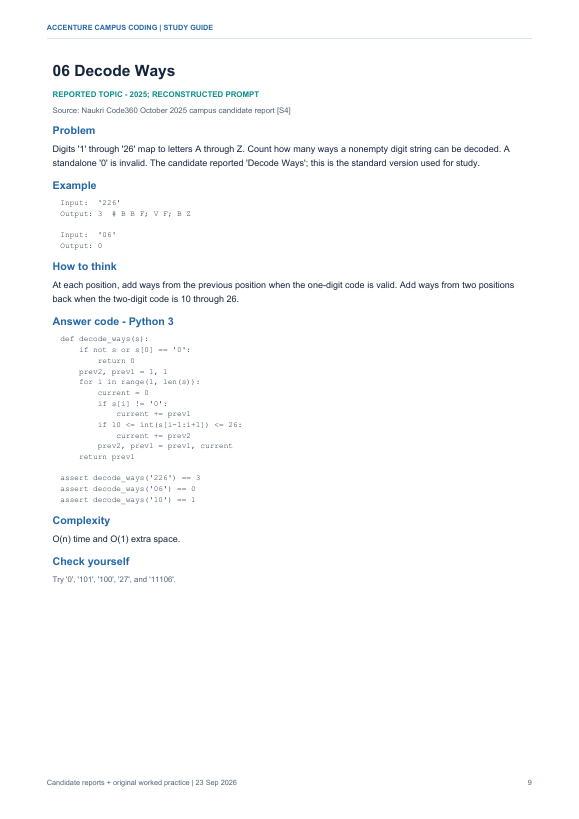 ACCENTURE CAMPUS CODING | STUDY GUIDE
06 Decode Ways
REPORTED TOPIC - 2025; RECONSTRUCTED PROMPT
Source: Naukri Code360 October 2025 campus candidate report [S4]
Problem
Digits '1' through '26' map to letters A through Z. Count how many ways a nonempty digit string can be decoded. A
standalone '0' is invalid. The candidate reported 'Decode Ways'; this is the standard version used for study.
Example
Input:  '226'
Output: 3  # B B F; V F; B Z
Input:  '06'
Output: 0
How to think
At each position, add ways from the previous position when the one-digit code is valid. Add ways from two positions
back when the two-digit code is 10 through 26.
Answer code - Python 3
def decode_ways(s):
    if not s or s[0] == '0':
        return 0
    prev2, prev1 = 1, 1
    for i in range(1, len(s)):
        current = 0
        if s[i] != '0':
            current += prev1
        if 10 <= int(s[i-1:i+1]) <= 26:
            current += prev2
        prev2, prev1 = prev1, current
    return prev1
assert decode_ways('226') == 3
assert decode_ways('06') == 0
assert decode_ways('10') == 1
Complexity
O(n) time and O(1) extra space.
Check yourself
Try '0', '101', '100', '27', and '11106'.
Candidate reports + original worked practice | 23 Sep 2026
9